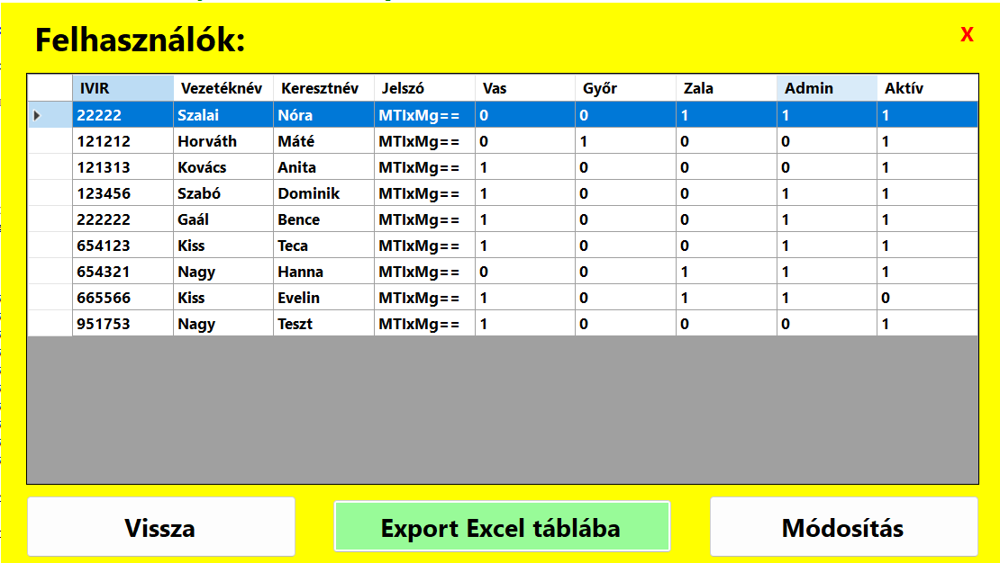 Felhasználók:
X
IVIR Vezetéknév Keresztnév Jelszó Vas Győr Zala Admin Aktív
22222 Szalai Nóra MTIxMg== 0 0 1 1 1
121212 Horváth Máté MTIxMg== 0 1 0 0 1
121313 Kovács Anita MTIxMg== 1 0 0 0 1
123456 Szabó Dominik MTIxMg== 1 0 0 1 1
222222 Gaál Bence MTIxMg== 1 0 0 1 1
654123 Kiss Teca MTIxMg== 1 0 0 1 1
654321 Nagy Hanna MTIxMg== 0 0 1 1 1
665566 Kiss Evelin MTIxMg== 1 0 1 1 0
951753 Nagy Teszt MTIxMg== 1 0 0 0 1
Vissza Export Excel táblába Módosítás